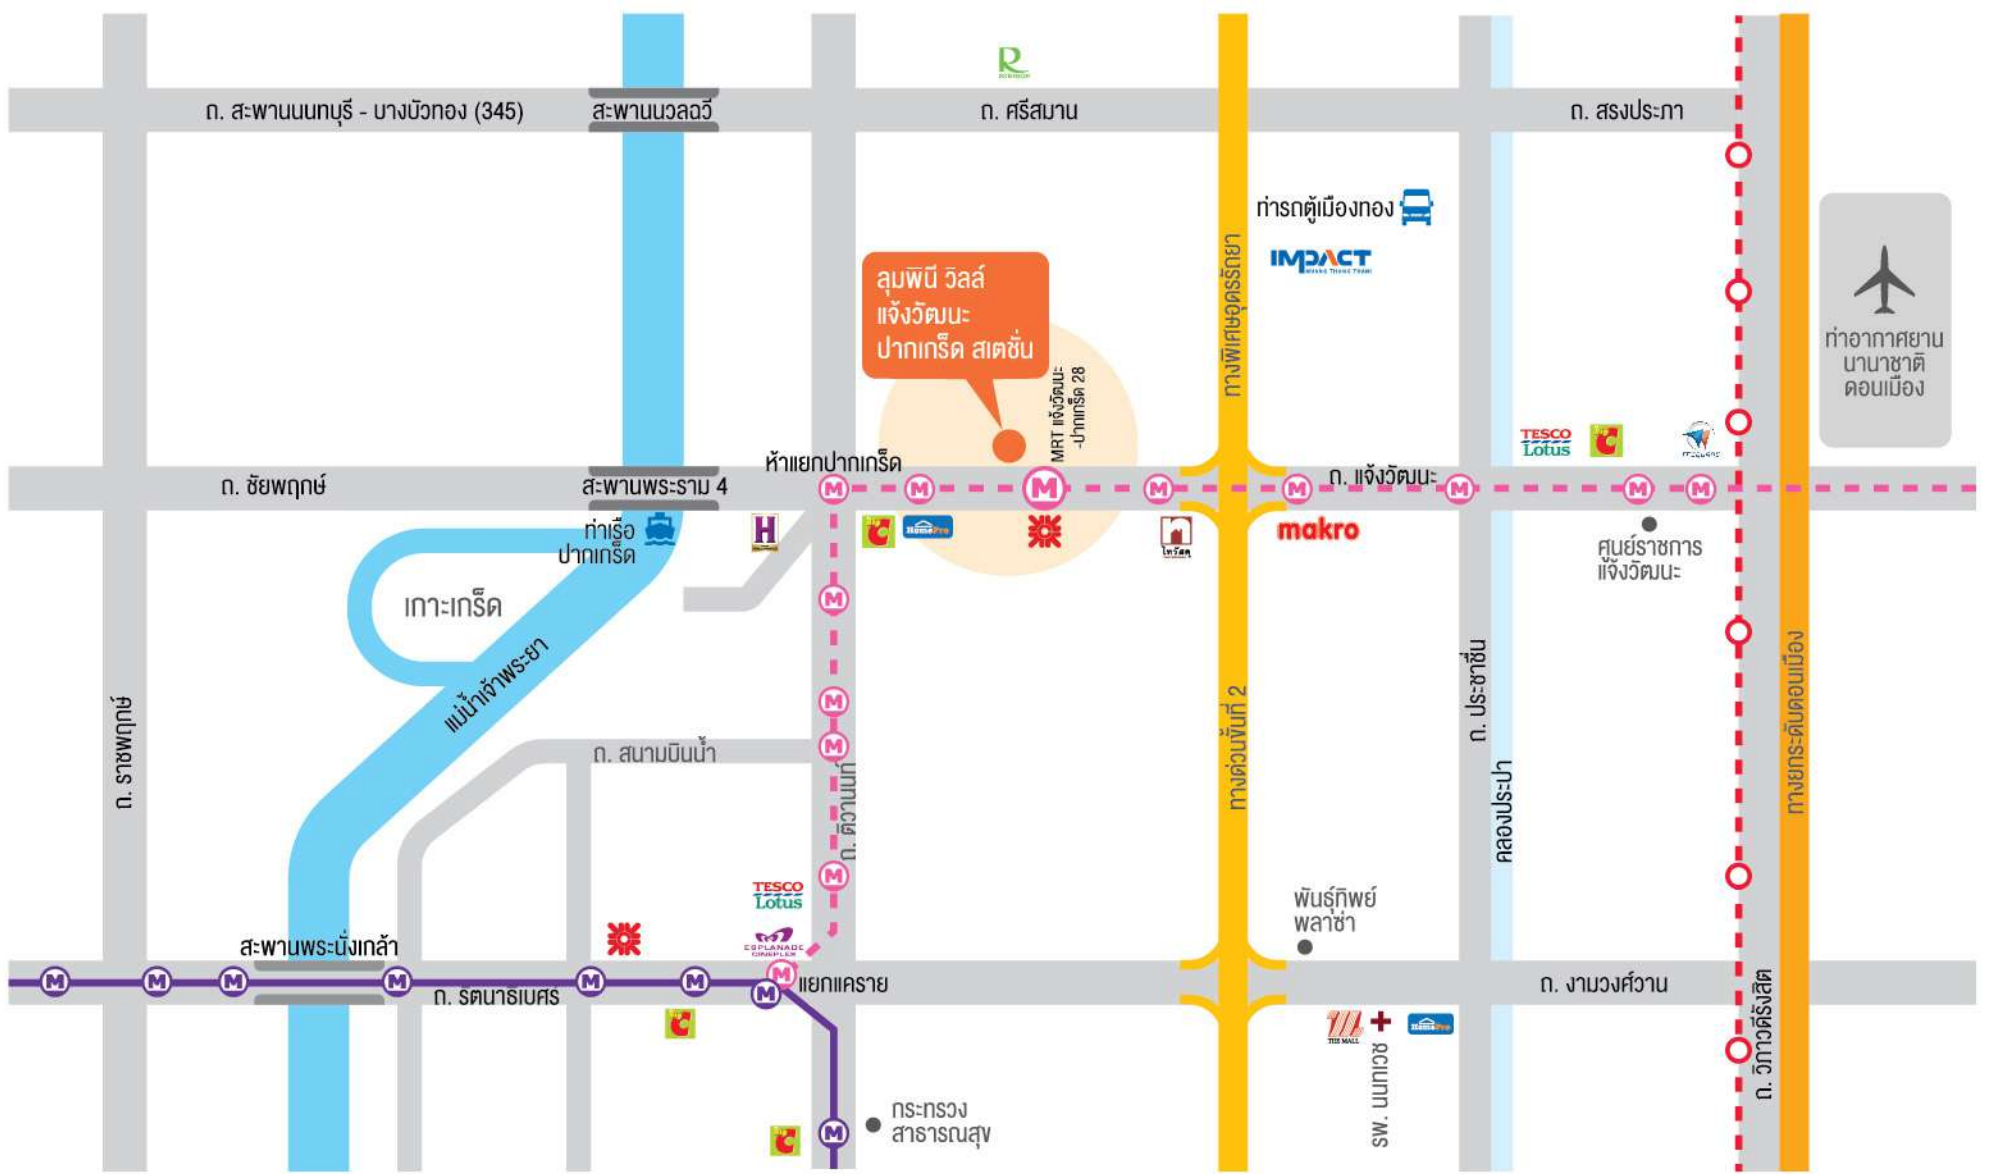 R
ROBINSON
ถ. สะพานนนทบุรี - บางบัวทอง (345)
สะพานนวลฉวี
ถ. ศรีสมาน
ถ. สรงประภา
ท่ารถตู้เมืองทอง
IMPACT
MUANG THONG THANI
ลุมพินี วิลล์
แจ้งวัฒนะ
ปากเกร็ด สเตชั่น
MRT แจ้งวัฒนะ
-ปากเกร็ด 28
ทางพิเศษอุดรรัถยา
ท่าอากาศยาน
นานาชาติ
ดอนเมือง
TESCO
Lotus
C
ห้าแยกปากเกร็ด
ถ. ชัยพฤกษ์
สะพานพระราม 4
M
M
M
M
M
ถ. แจ้งวัฒนะ
M
M
M
ท่าเรือ
ปากเกร็ด
H
C
HomePro
ไทวัสดุ
makro
ศูนย์ราชการ
แจ้งวัฒนะ
เกาะเกร็ด
M
แม่น้ำเจ้าพระยา
ถ. ราชพฤกษ์
M
M
ถ. สนามบินน้ำ
ถ. ติวานนท์
ทางด่วนขั้นที่ 2
ถ. ประชาชื่น
คลองประปา
ทางยกระดับดอนเมือง
M
TESCO
Lotus
ESPLANADE
CINEPLEX
พันธุ์ทิพย์
พลาซ่า
สะพานพระนั่งเกล้า
M
M
M
M
M
M
M
M
แยกแคราย
ถ. รัตนาธิเบศร์
ถ. งามวงศ์วาน
ถ. วิภาวดีรังสิต
C
THE MALL
HomePro
รพ. นนทเวช
C
M
กระทรวง
สาธารณสุข